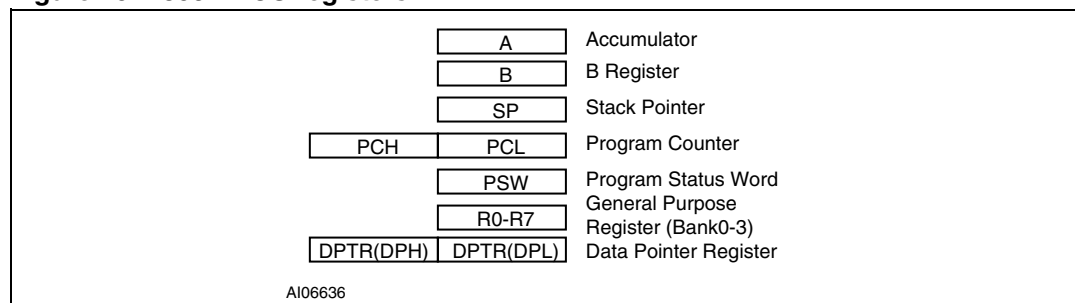 A Accumulator
B B Register
SP Stack Pointer
PCH PCL Program Counter
PSW Program Status Word
R0-R7 General Purpose
Register (Bank0-3)
DPTR(DPH) DPTR(DPL) Data Pointer Register
AI06636